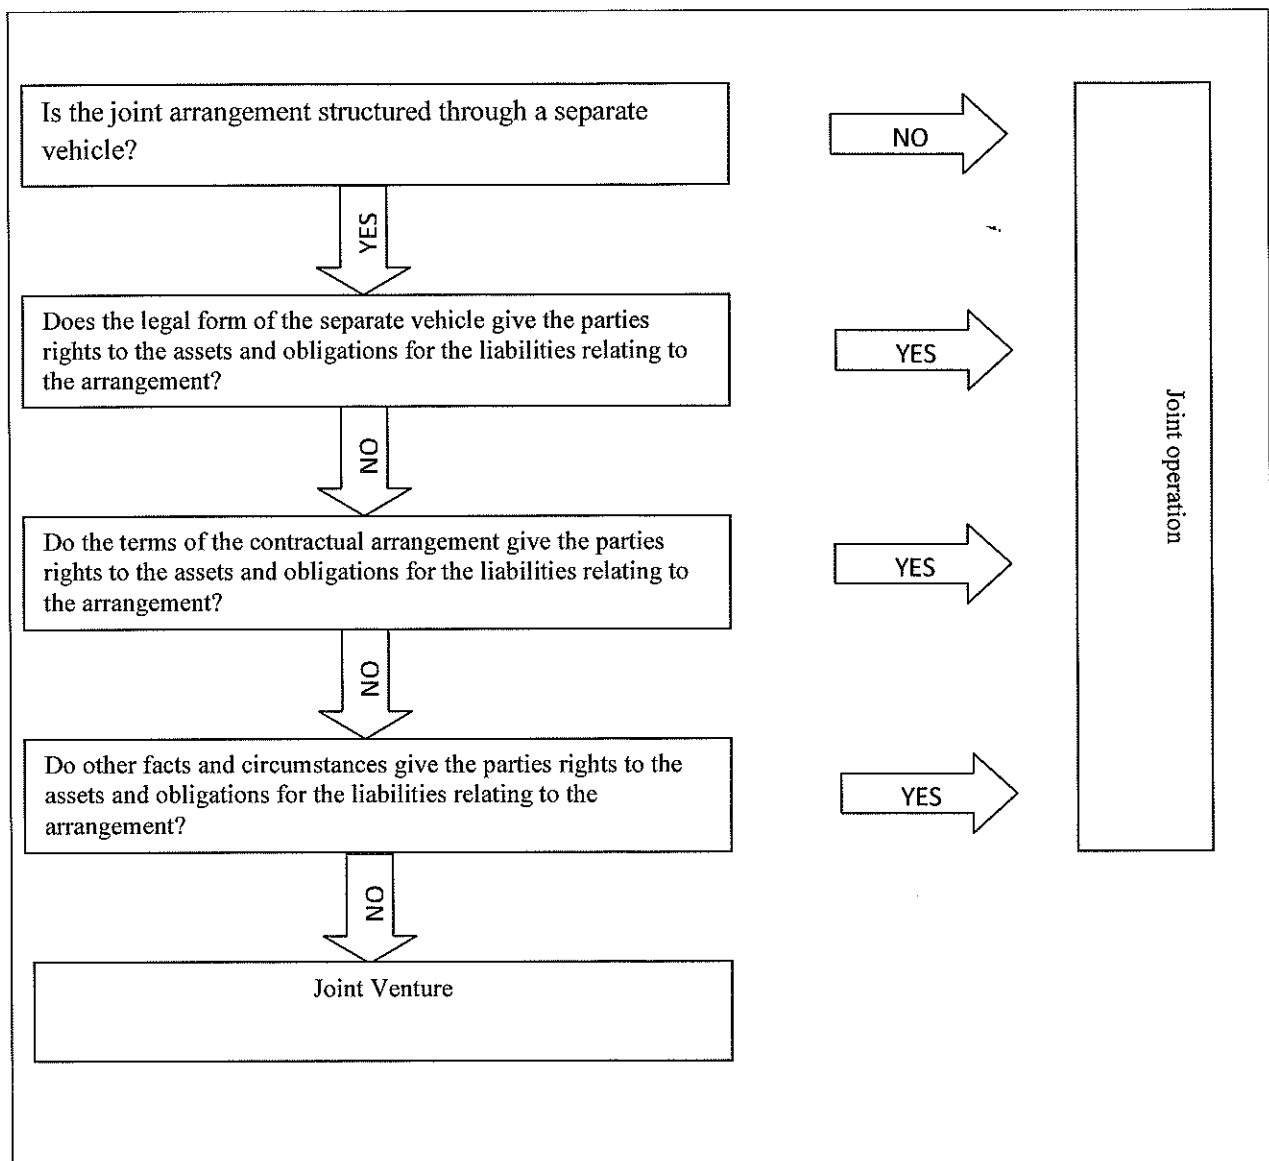 Is the joint arrangement structured through a separate
vehicle?
NO
YES
Does the legal form of the separate vehicle give the parties
rights to the assets and obligations for the liabilities relating to
the arrangement?
YES
NO
Do the terms of the contractual arrangement give the parties
rights to the assets and obligations for the liabilities relating to
the arrangement?
YES
NO
Do other facts and circumstances give the parties rights to the
assets and obligations for the liabilities relating to the
arrangement?
YES
NO
Joint Venture
Joint operation